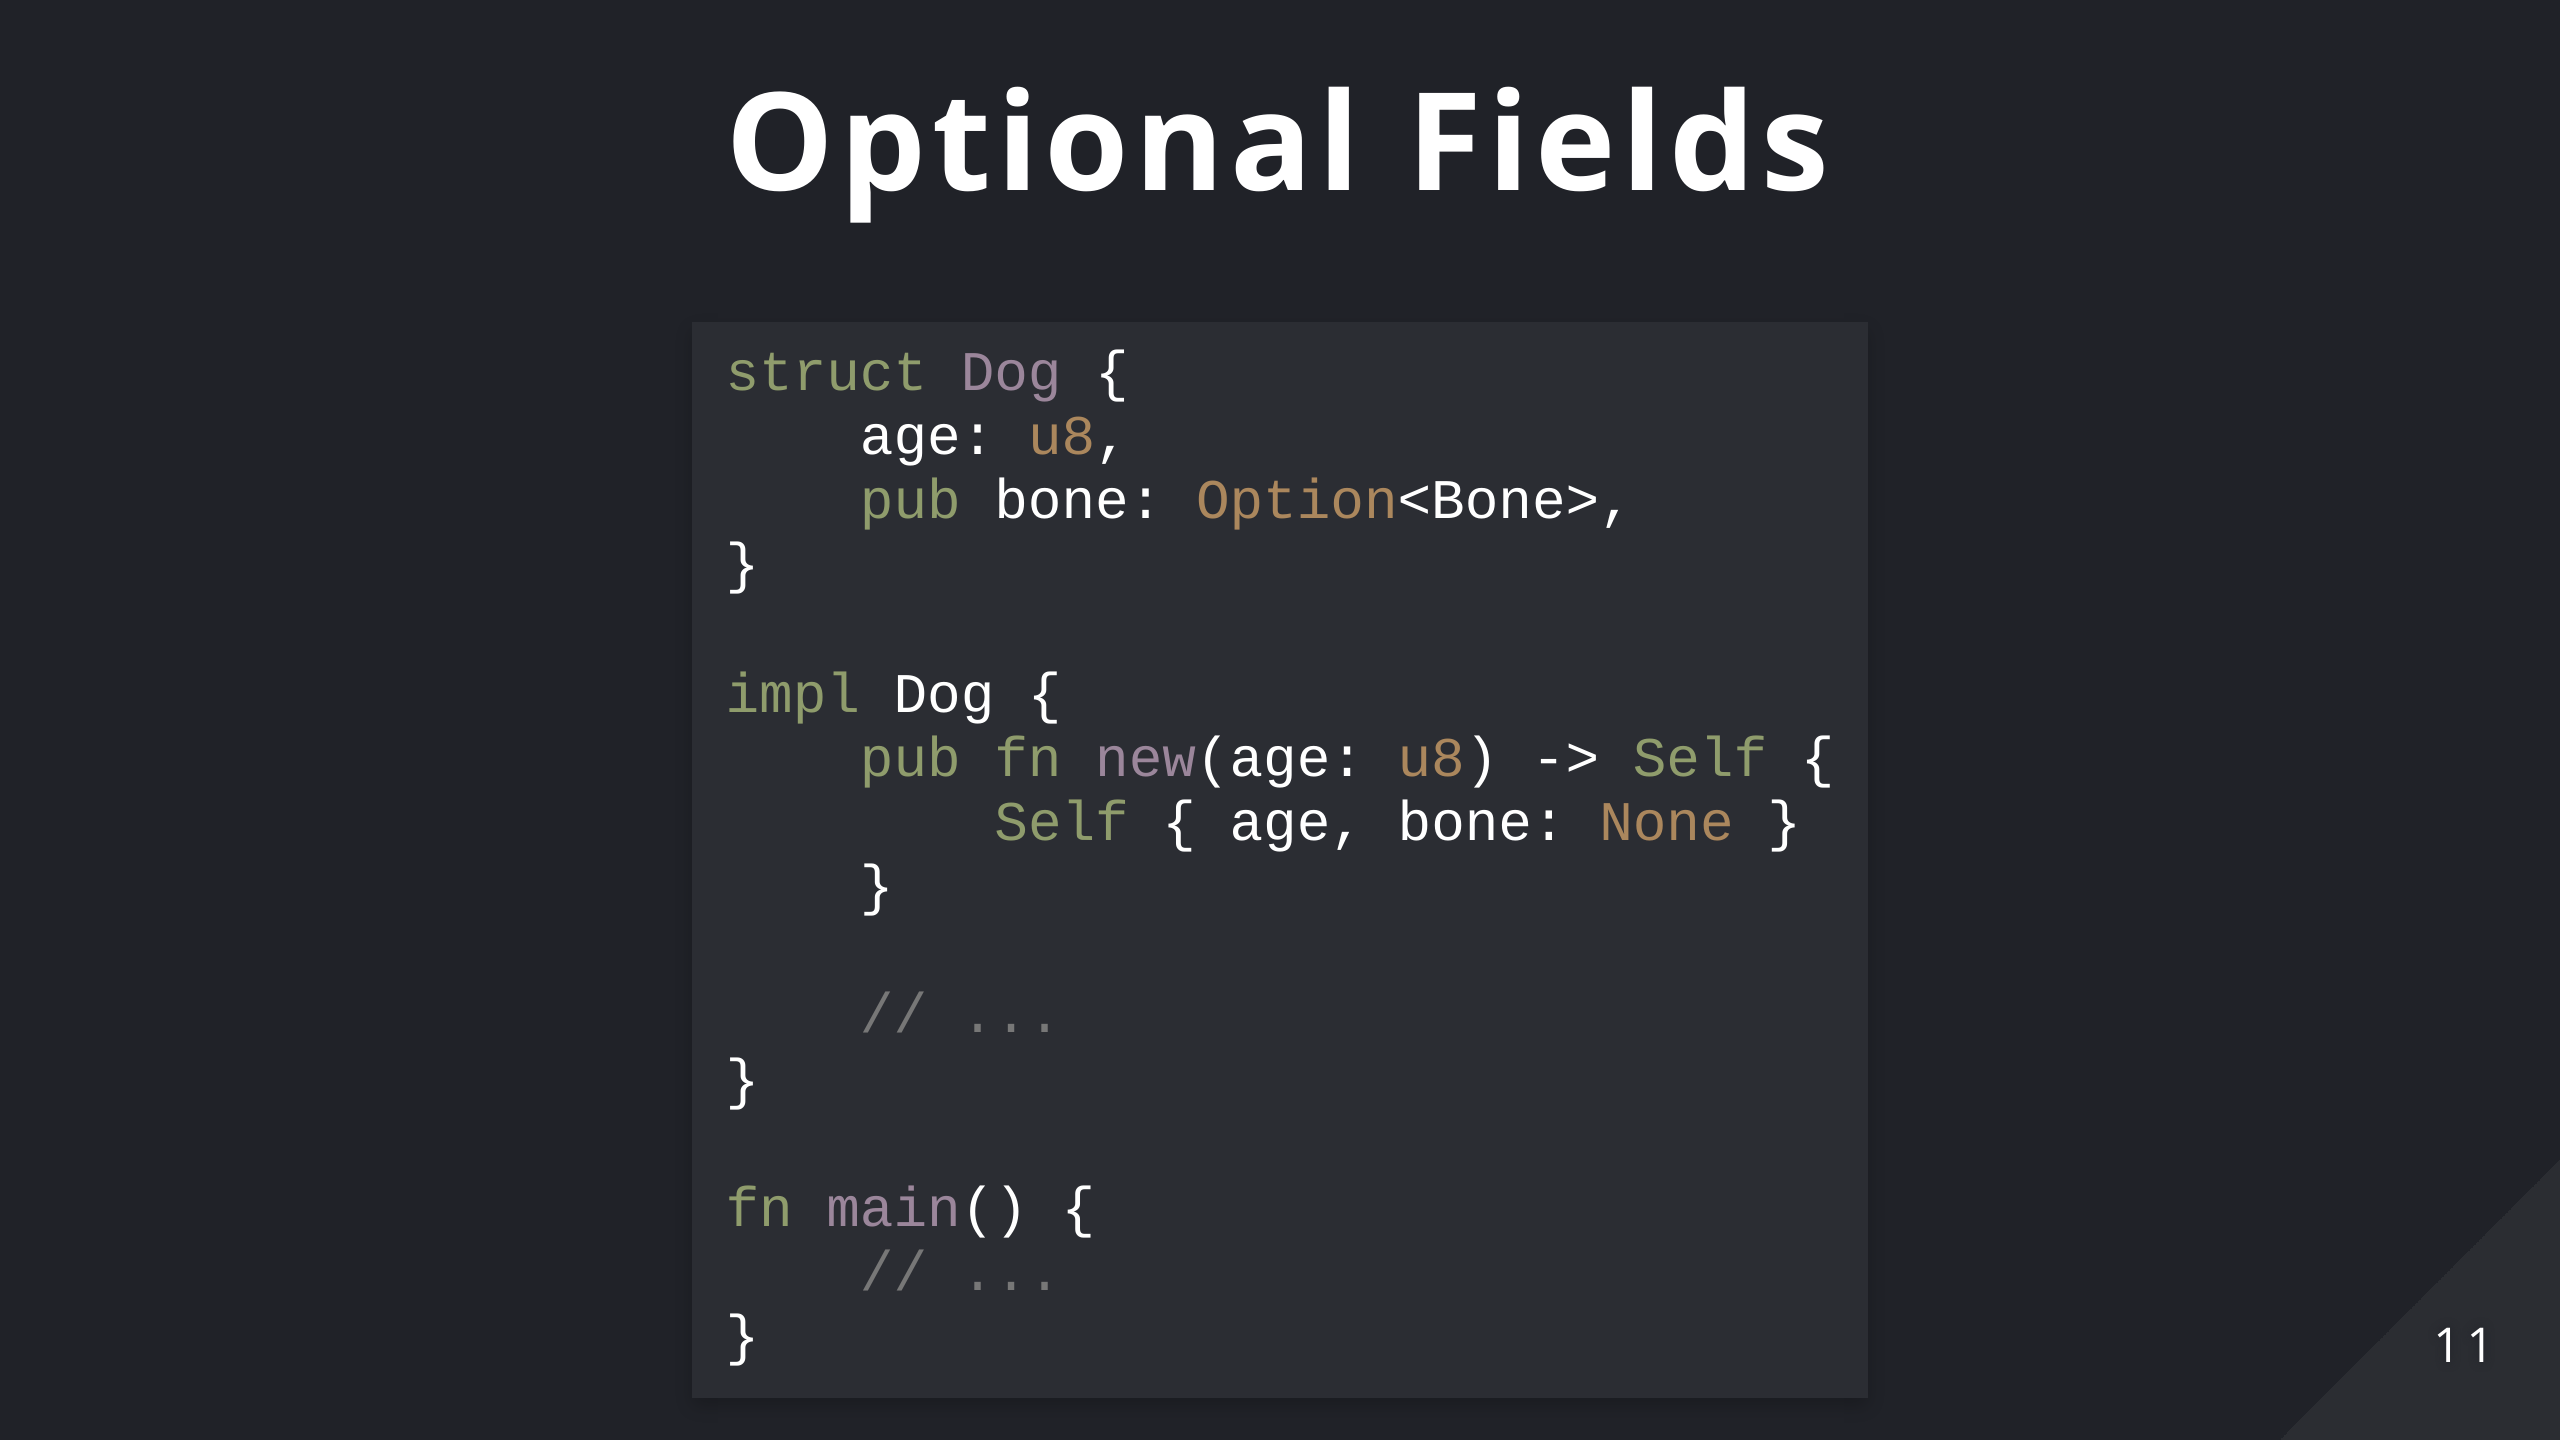 Optional Fields
struct Dog {
    age: u8,
    pub bone: Option<Bone>,
}

impl Dog {
    pub fn new(age: u8) -> Self {
        Self { age, bone: None }
    }

    // ...
}

fn main() {
    // ...
}
11